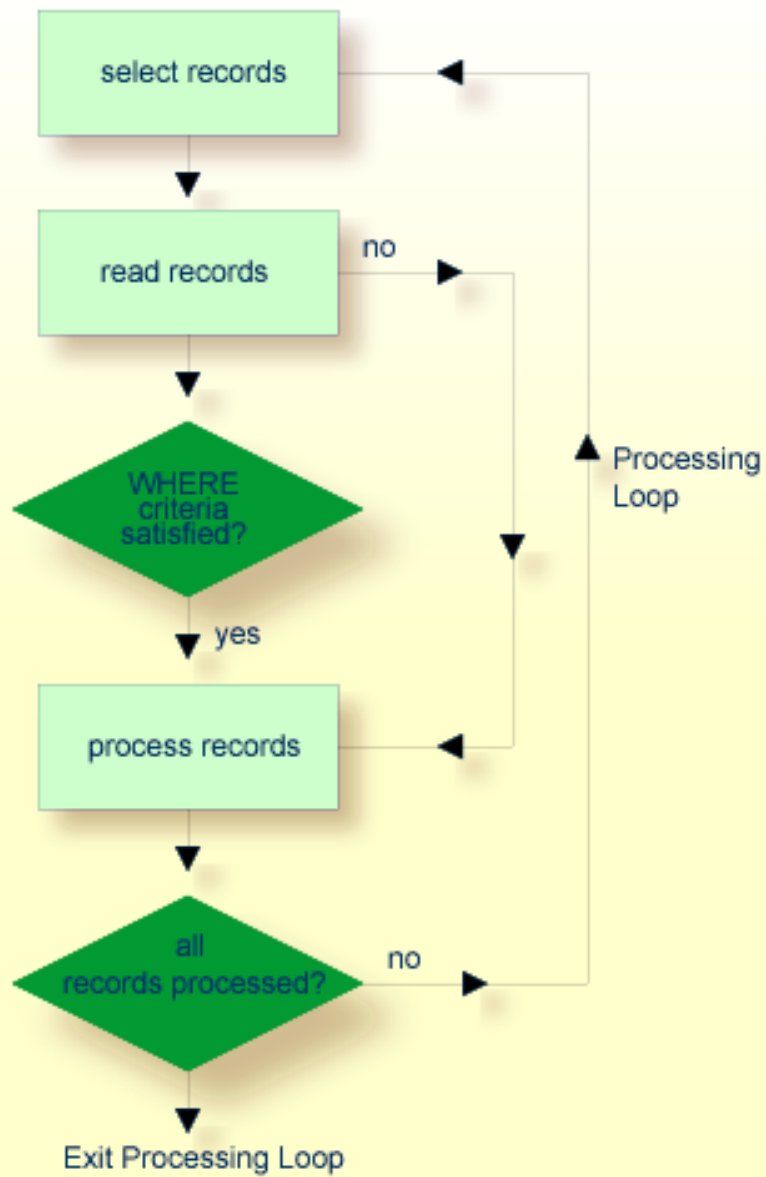 select records
read records
no
WHERE
criteria
satisfied?
Processing
Loop
yes
process records
all
records processed?
no
Exit Processing Loop